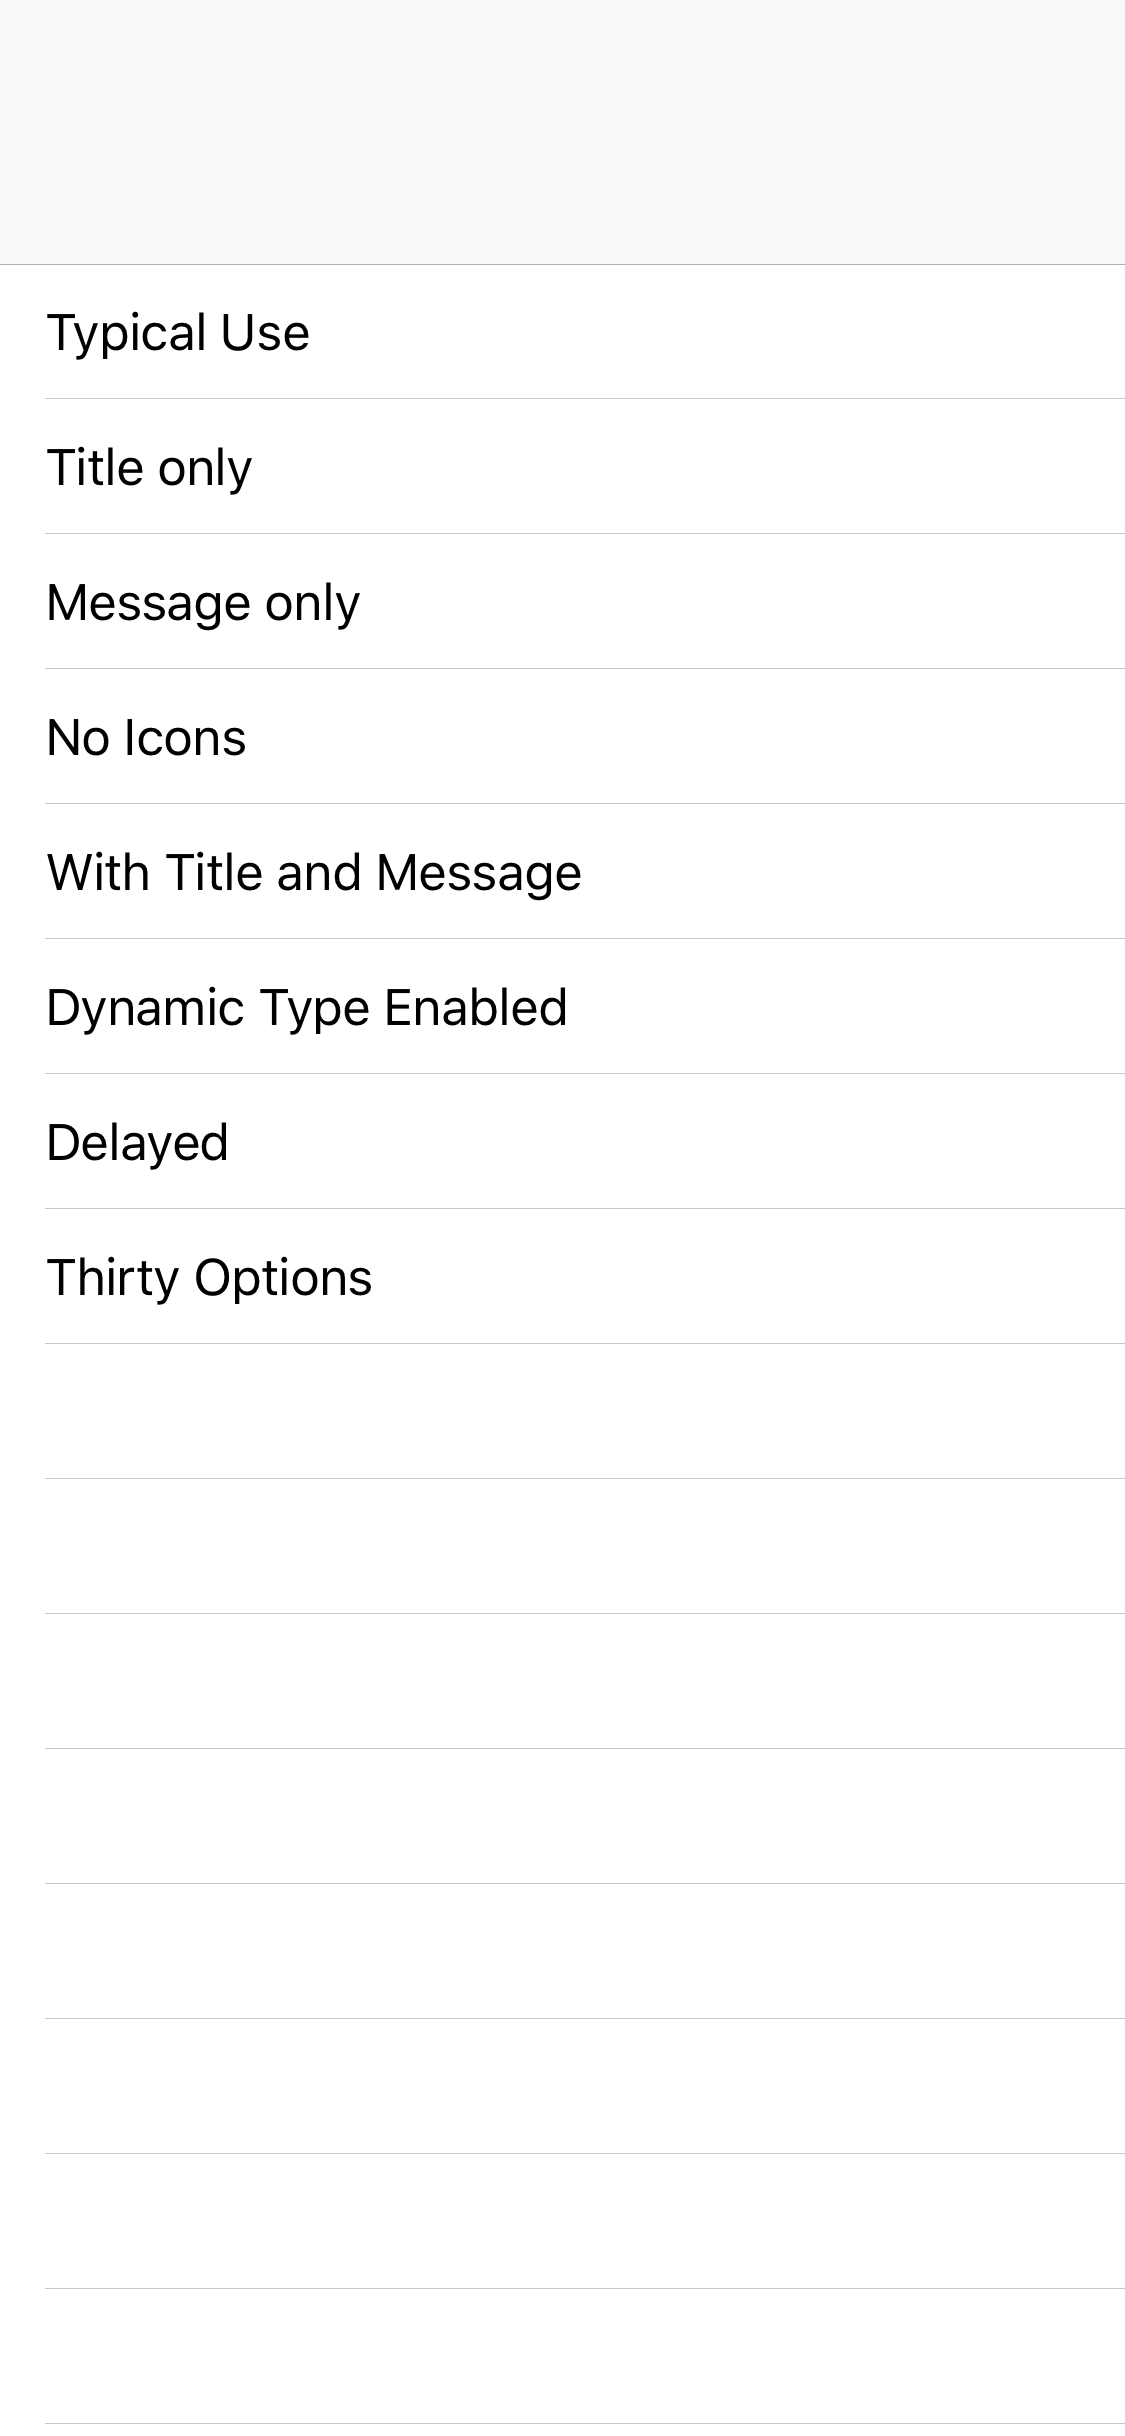 Typical Use
Title only
Message only
No Icons
With Title and Message
Dynamic Type Enabled
Delayed
Thirty Options